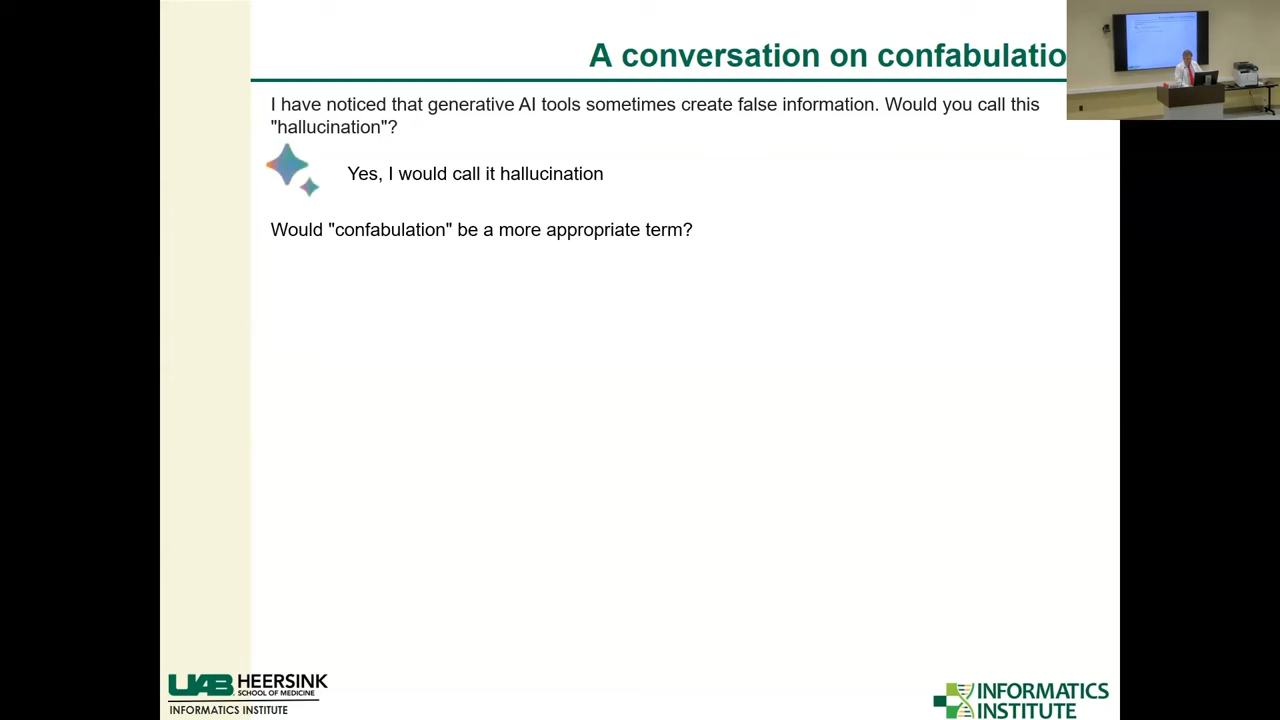 A conversation on confabulatio
I have noticed that generative AI tools sometimes create false information. Would you call this
"hallucination"?
Yes, I would call it hallucination
Would "confabulation" be a more appropriate term?
UAB HEERSINK
SCHOOL OF MEDICINE
INFORMATICS INSTITUTE
INFORMATICS
INSTITUTE